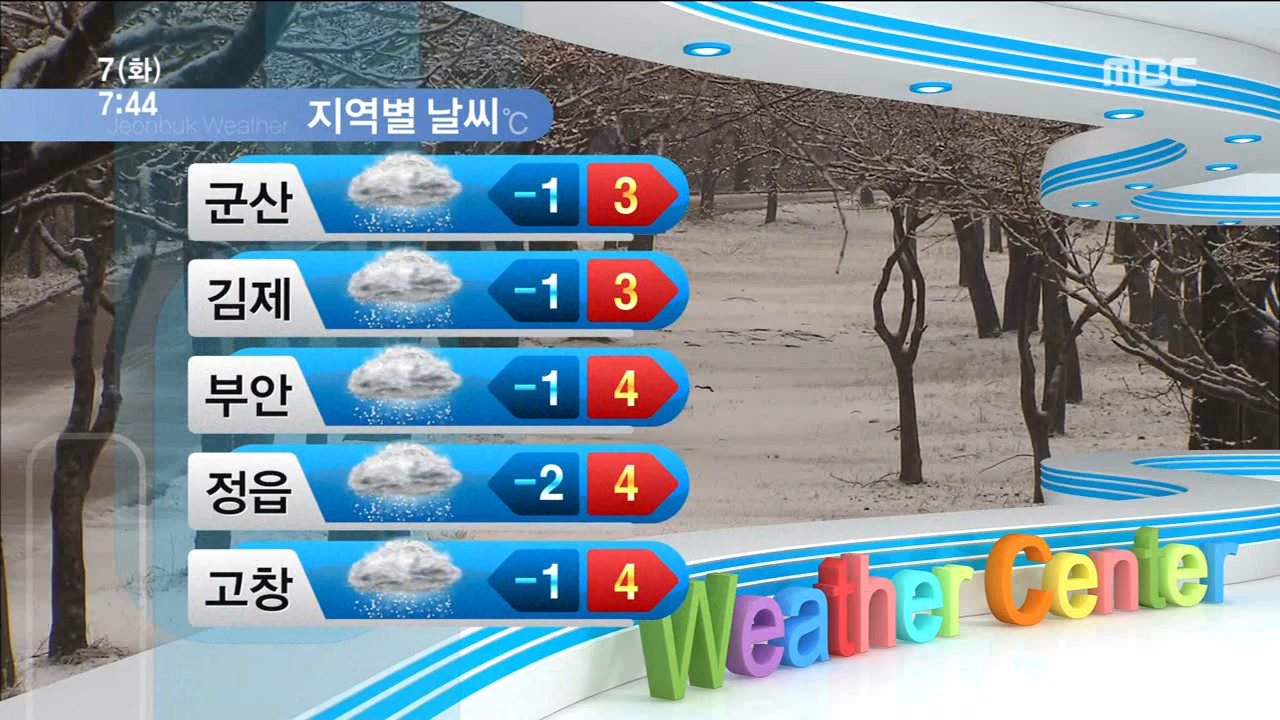 7(화)
7:44
MBC
Jeonbuk Weather
지역별 날씨 ℃
군산 -1 3
김제 -1 3
부안 -1 4
정읍 -2 4
고창 -1 4
Weather Center